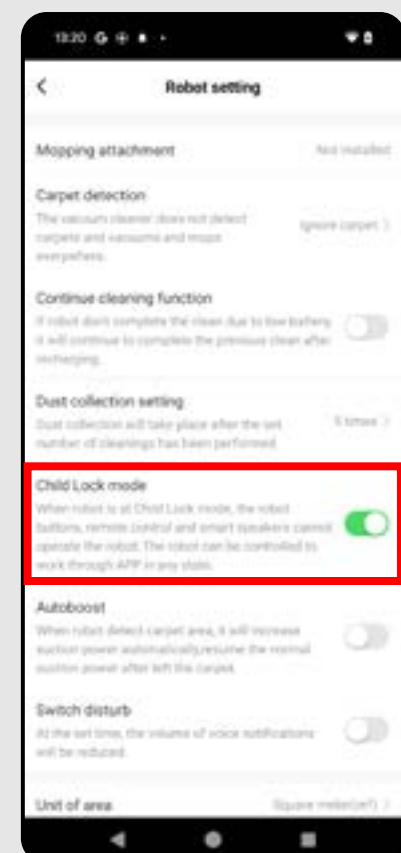 13:20 G
Robot setting
Mopping attachment
Not installed
Carpet detection
The vacuum cleaner does not detect
carpets and vacuums and mops
everywhere.
Ignore carpet >
Continue cleaning function
If robot don't complete the clean due to low battery,
it will continue to complete the previous clean after
recharging.
Dust collection setting
Dust collection will take place after the set
number of cleanings has been performed
5 times >
Child Lock mode
When robot is at Child Lock mode, the robot
buttons, remote control and smart speakers cannot
operate the robot. The robot can be controlled to
work through APP in any state.
Autoboost
When robot detect carpet area, it will increase
suction power automatically,resume the normal
suction power after left the carpet.
Switch disturb
At the set time, the volume of voice notifications
will be reduced.
Unit of area
Square meter(m²) >